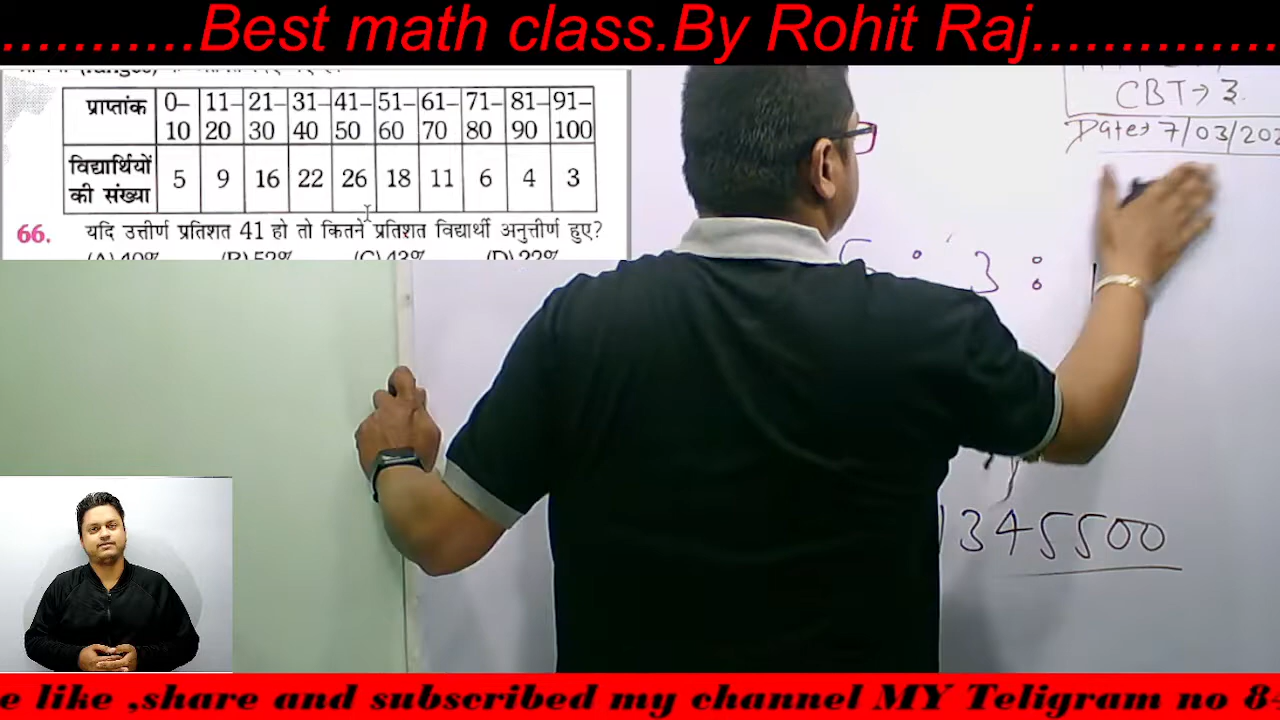 ...........Best math class.By Rohit Raj..............
प्राप्तांक 0–10 11–20 21–30 31–40 41–50 51–60 61–70 71–80 81–90 91–100
विद्यार्थियों की संख्या 5 9 16 22 26 18 11 6 4 3
66. यदि उत्तीर्ण प्रतिशत 41 हो तो कितने प्रतिशत विद्यार्थी अनुत्तीर्ण हुए?
CBT→3.
Date→ 7/03/202
3 :
345500
e like ,share and subscribed my channel MY Teligram no 8